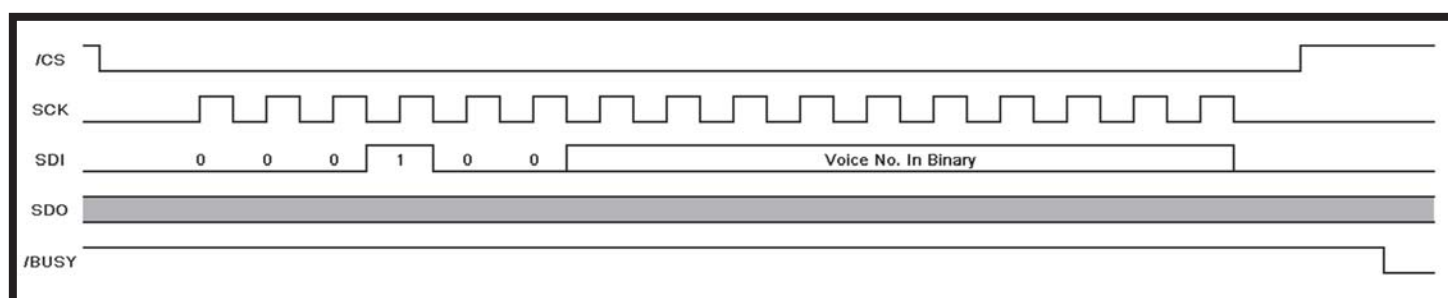 /CS
SCK
SDI 0 0 0 1 0 0 Voice No. In Binary
SDO
/BUSY